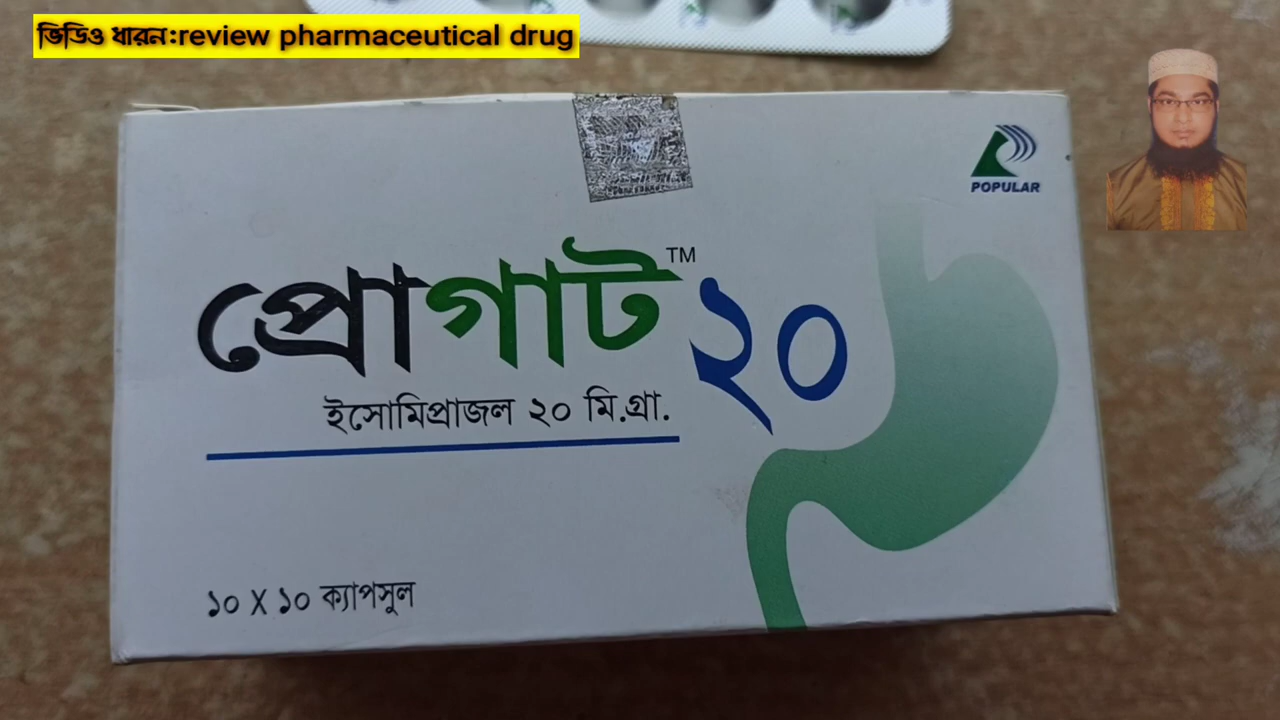 ভিডিও ধারন:review pharmaceutical drug
POPULAR
প্রোগাট™ ২০
ইসোমিপ্রাজল ২০ মি.গ্রা.
১০ X ১০ ক্যাপসুল